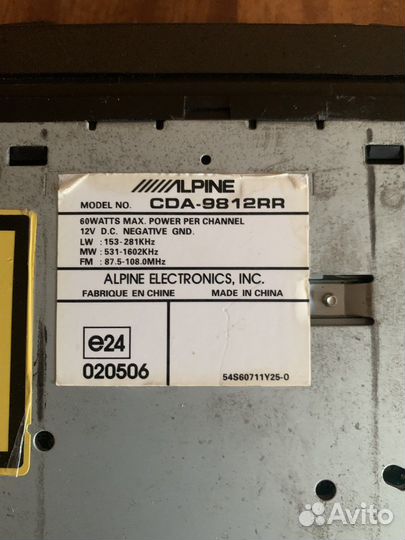 ALPINE
MODEL NO. CDA-9812RR
60WATTS MAX. POWER PER CHANNEL
12V D.C. NEGATIVE GND.
LW : 153-281KHz
MW : 531-1602KHz
FM : 87.5-108.0MHz
ALPINE ELECTRONICS, INC.
FABRIQUE EN CHINE MADE IN CHINA
e24
020506
54S60711Y25-0
Avito